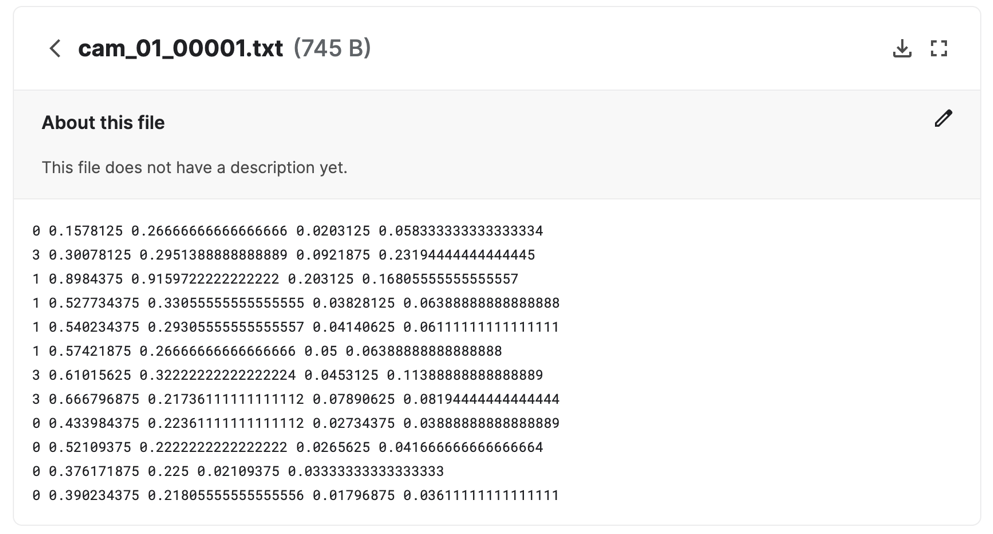 cam_01_00001.txt (745 B)
About this file
This file does not have a description yet.
0 0.1578125 0.26666666666666666 0.0203125 0.058333333333333334
3 0.30078125 0.2951388888888889 0.0921875 0.23194444444444445
1 0.8984375 0.9159722222222222 0.203125 0.16805555555555557
1 0.527734375 0.33055555555555555 0.03828125 0.06388888888888888
1 0.540234375 0.29305555555555557 0.04140625 0.06111111111111111
1 0.57421875 0.26666666666666666 0.05 0.06388888888888888
3 0.61015625 0.32222222222222224 0.0453125 0.11388888888888889
3 0.666796875 0.21736111111111112 0.07890625 0.08194444444444444
0 0.433984375 0.22361111111111112 0.02734375 0.03888888888888889
0 0.52109375 0.2222222222222222 0.0265625 0.041666666666666664
0 0.376171875 0.225 0.02109375 0.03333333333333333
0 0.390234375 0.21805555555555556 0.01796875 0.03611111111111111